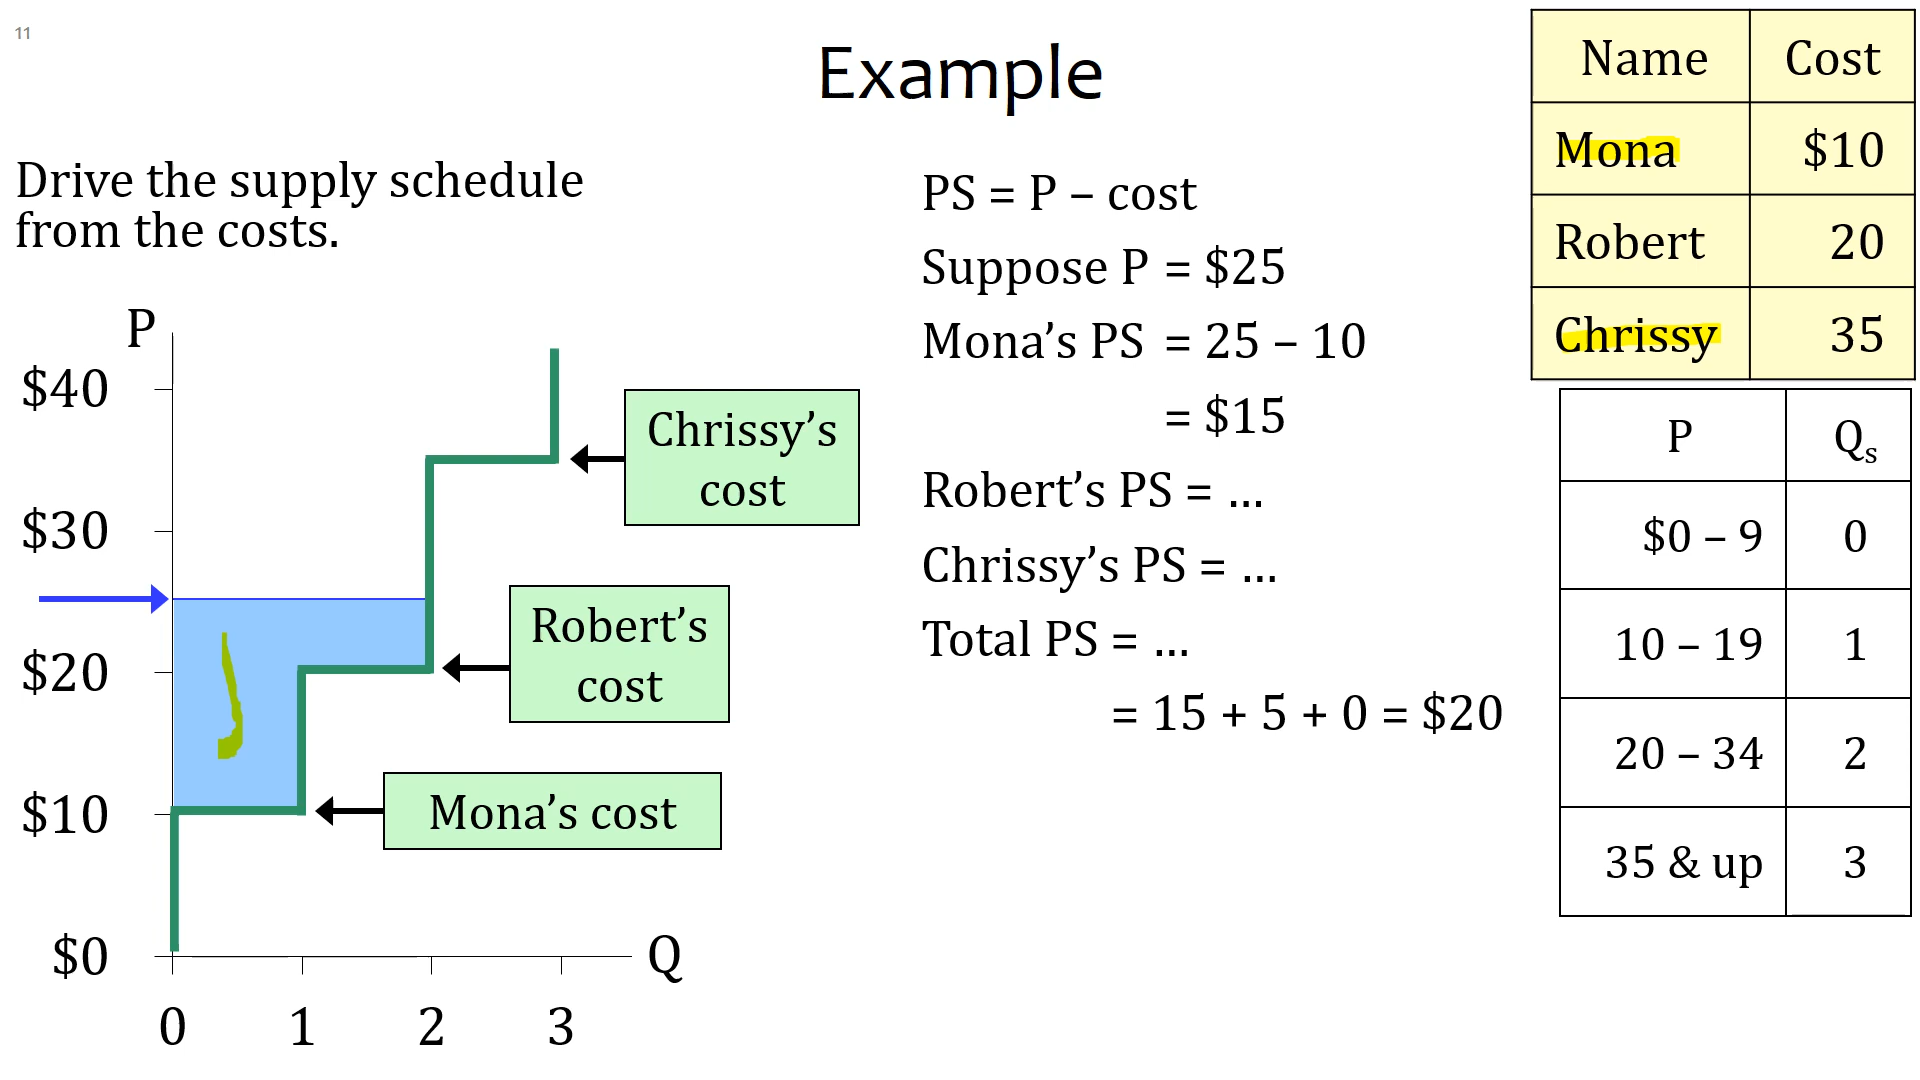 11
Example
Drive the supply schedule
from the costs.
P
$40
$30
$20
$10
$0
0 1 2 3
Q
Chrissy’s
cost
Robert’s
cost
Mona’s cost
PS = P – cost
Suppose P = $25
Mona’s PS = 25 – 10
= $15
Robert’s PS = …
Chrissy’s PS = …
Total PS = …
= 15 + 5 + 0 = $20
Name Cost
Mona $10
Robert 20
Chrissy 35
P Qs
$0 – 9 0
10 – 19 1
20 – 34 2
35 & up 3